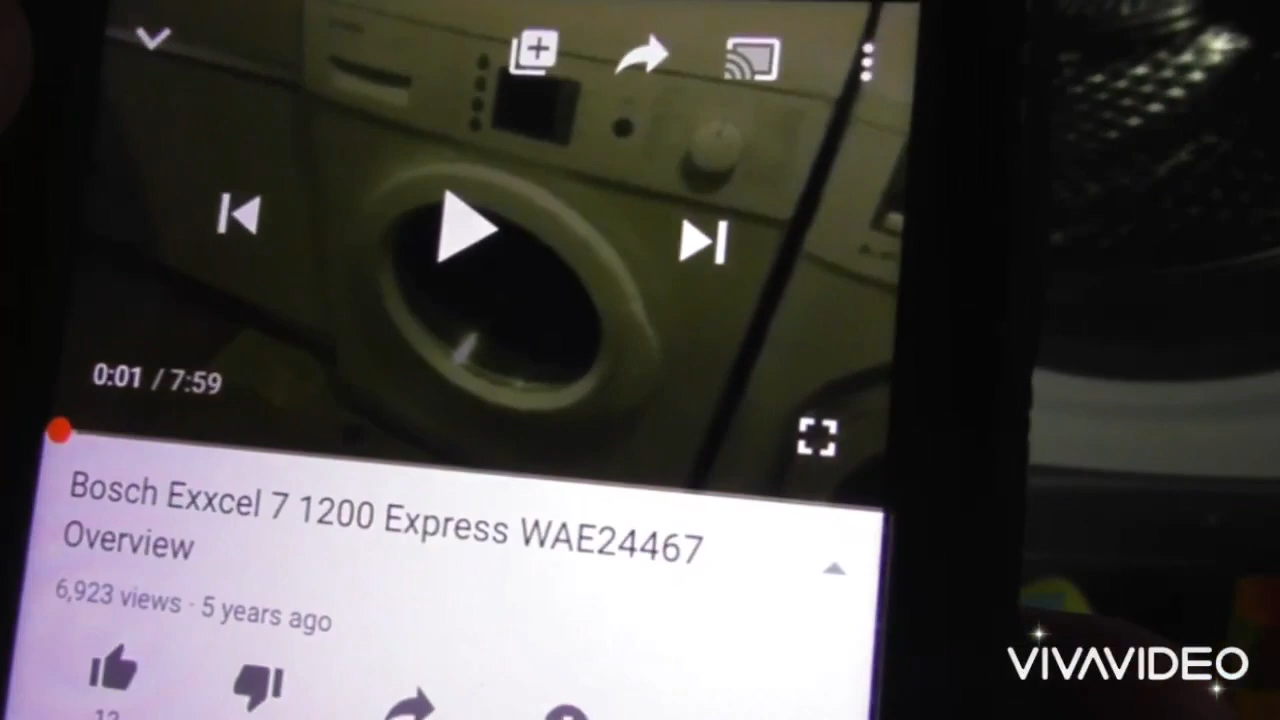 0:01 / 7:59
Bosch Exxcel 7 1200 Express WAE24467
Overview
6,923 views · 5 years ago
VIVAVIDEO